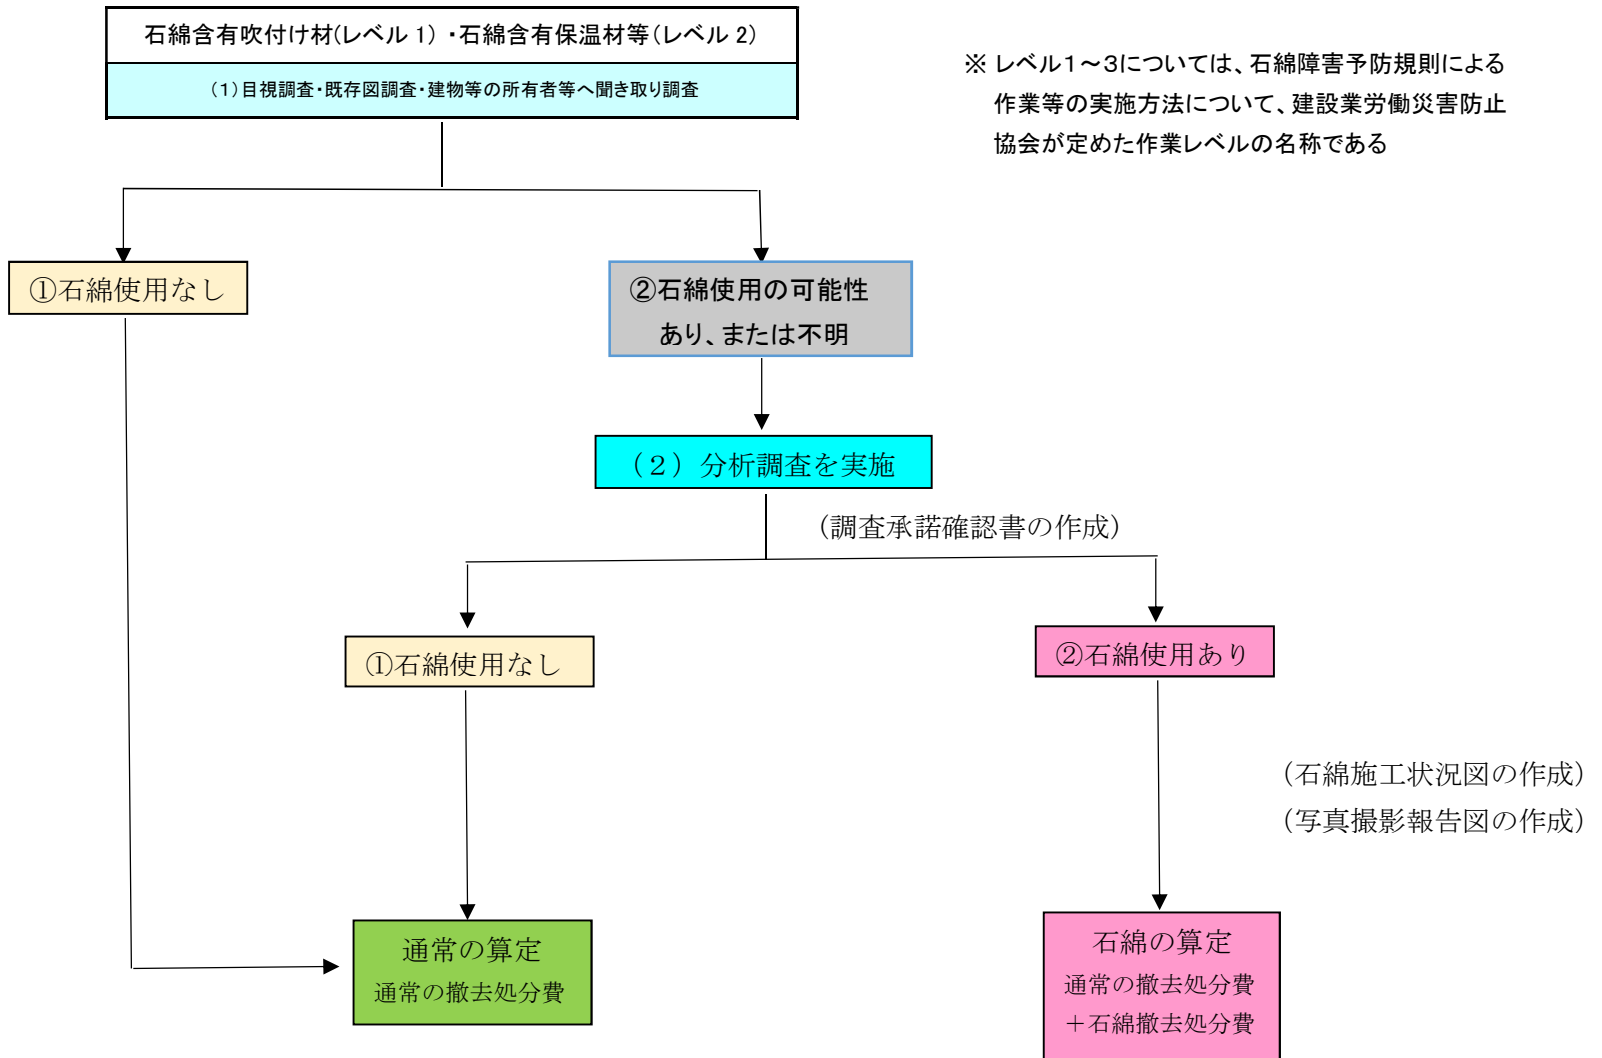 石綿含有吹付け材(レベル 1)・石綿含有保温材等(レベル 2)
(1)目視調査・既存図調査・建物等の所有者等へ聞き取り調査
※ レベル1~3については、石綿障害予防規則による
作業等の実施方法について、建設業労働災害防止
協会が定めた作業レベルの名称である
①石綿使用なし
②石綿使用の可能性
あり、または不明
(2)分析調査を実施
(調査承諾確認書の作成)
①石綿使用なし
②石綿使用あり
(石綿施工状況図の作成)
(写真撮影報告図の作成)
通常の算定
通常の撤去処分費
石綿の算定
通常の撤去処分費
+石綿撤去処分費